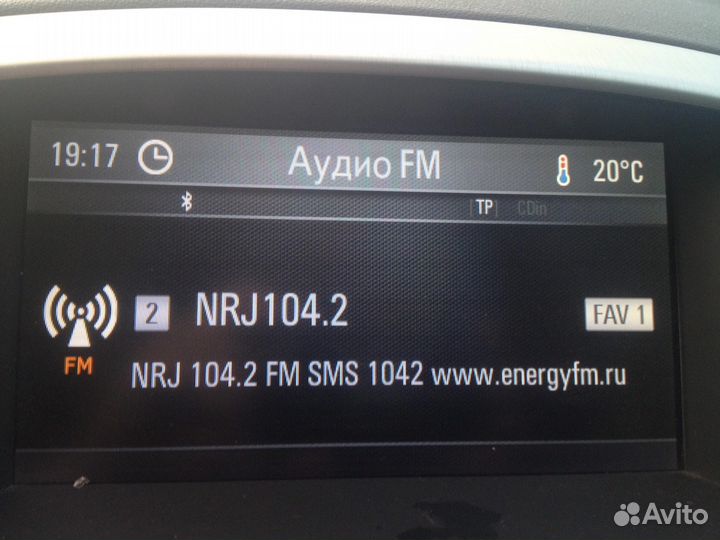 19:17 Аудио FM 20°C
[TP] CDin
2 NRJ104.2 FAV 1
FM
NRJ 104.2 FM SMS 1042 www.energyfm.ru
Avito